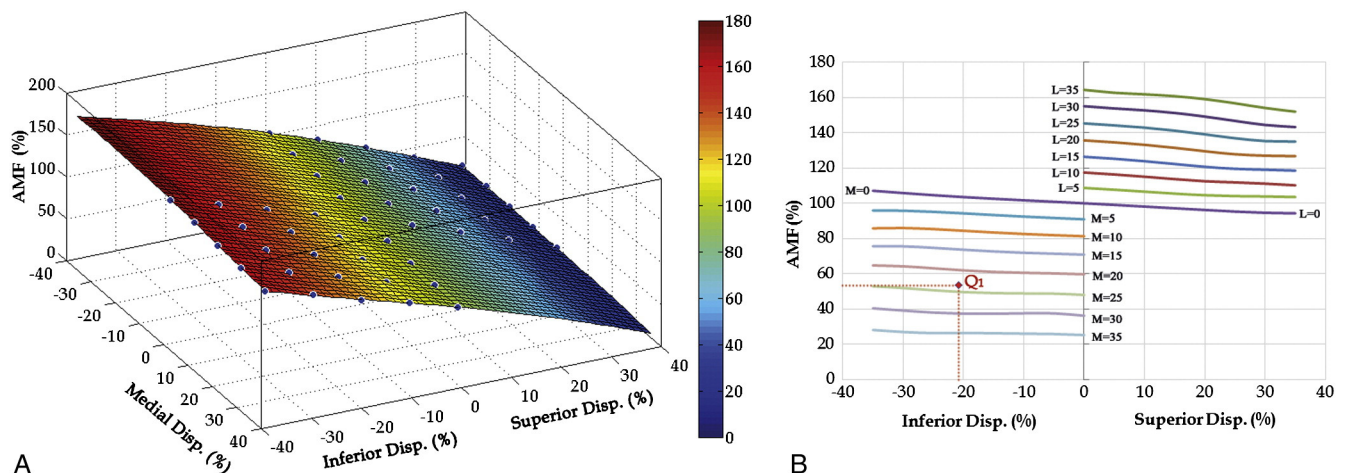 200
150
100
50
0
AMF (%)
-40
-30
-20
-10
0
10
20
30
40
Medial Disp. (%)
-40
-30
-20
-10
0
10
20
30
40
Inferior Disp. (%)
Superior Disp. (%)
180
160
140
120
100
80
60
40
20
0
A
180
160
140
120
100
80
60
40
20
0
AMF (%)
L=35
L=30
L=25
L=20
L=15
L=10
L=5
L=0
M=0
M=5
M=10
M=15
M=20
M=25
M=30
M=35
Q1
-40
-30
-20
-10
0
10
20
30
40
Inferior Disp. (%)
Superior Disp. (%)
B